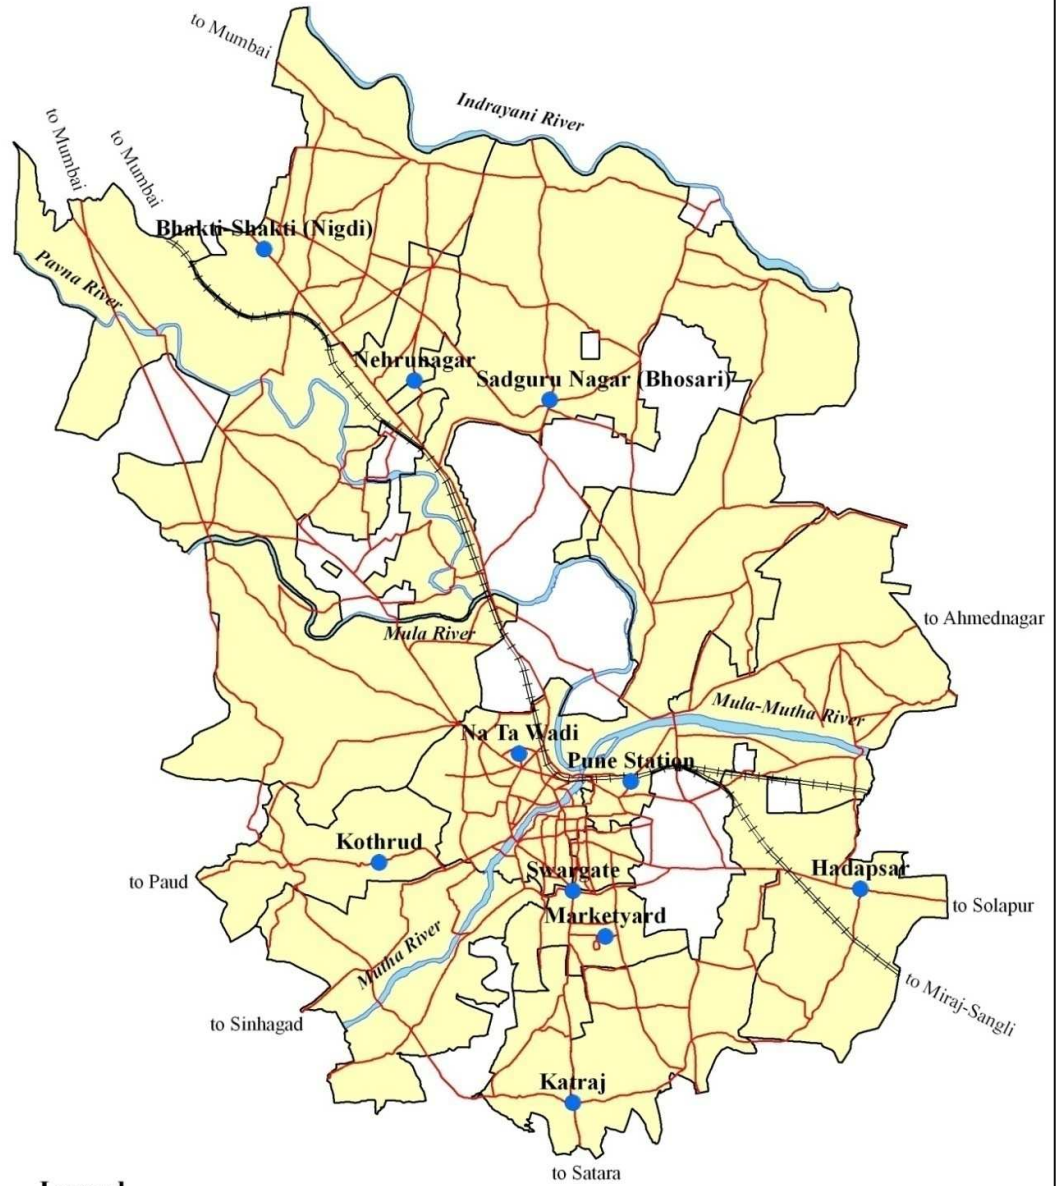 to Mumbai
Indrayani River
to Mumbai
to Mumbai
Bhakti-Shakti (Nigdi)
Pavna River
Nehrunagar
Sadguru Nagar (Bhosari)
to Ahmednagar
Mula River
Mula-Mutha River
Na Ta Wadi
Pune Station
Kothrud
Hadapsar
Swargate
to Paud
to Solapur
Marketyard
Mutha River
to Miraj-Sangli
to Sinhagad
Katraj
to Satara